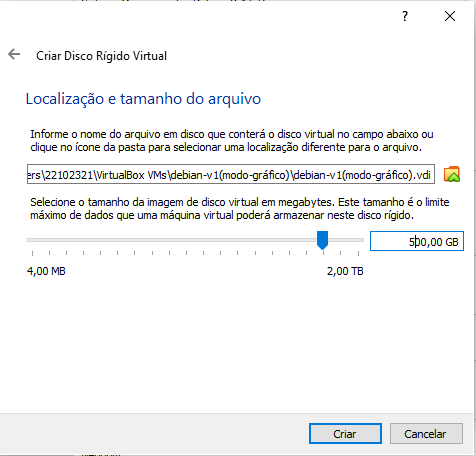 ?
Criar Disco Rígido Virtual
Localização e tamanho do arquivo
Informe o nome do arquivo em disco que conterá o disco virtual no campo abaixo ou
clique no ícone da pasta para selecionar uma localização diferente para o arquivo.
ers\22102321\VirtualBox VMs\debian-v1(modo-gráfico)\debian-v1(modo-gráfico).vdi
Selecione o tamanho da imagem de disco virtual em megabytes. Este tamanho é o limite
máximo de dados que uma máquina virtual poderá armazenar neste disco rígido.
500,00 GB
4,00 MB 2,00 TB
Criar Cancelar